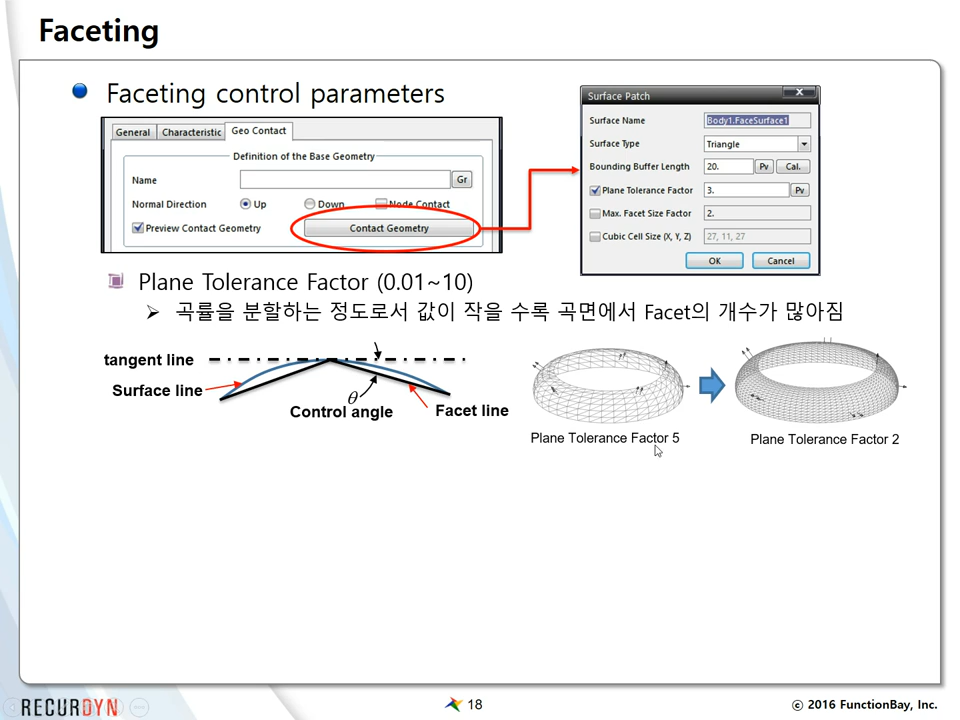 Faceting
Faceting control parameters
General Characteristic Geo Contact
Definition of the Base Geometry
Name Gr
Normal Direction Up Down Node Contact
Preview Contact Geometry Contact Geometry
Surface Patch X
Surface Name Body1.FaceSurface1
Surface Type Triangle
Bounding Buffer Length 20. Pv Cal.
Plane Tolerance Factor 3. Pv
Max. Facet Size Factor 2.
Cubic Cell Size (X, Y, Z) 27, 11, 27
OK Cancel
Plane Tolerance Factor (0.01~10)
곡률을 분할하는 정도로서 값이 작을 수록 곡면에서 Facet의 개수가 많아짐
tangent line
Surface line
θ
Control angle
Facet line
Plane Tolerance Factor 5
Plane Tolerance Factor 2
RECURDYN
18
© 2016 FunctionBay, Inc.